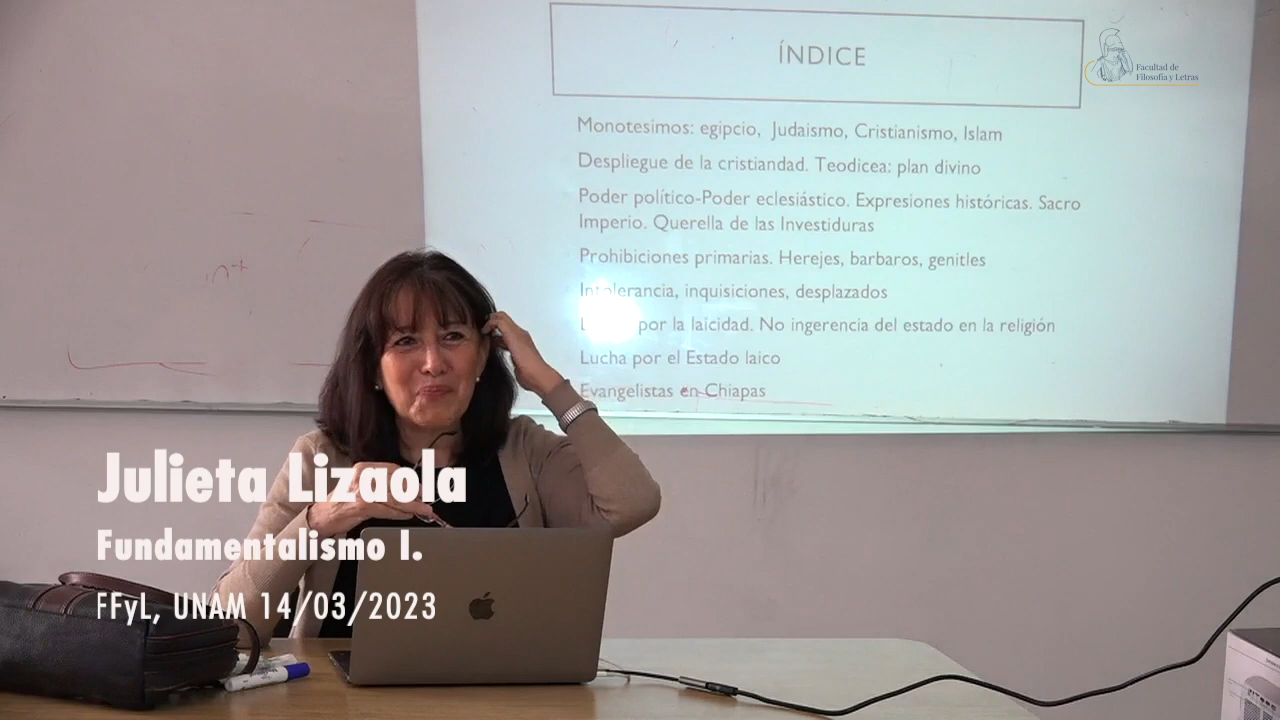 ÍNDICE
Facultad de
Filosofía y Letras
Monotesimos: egipcio, Judaismo, Cristianismo, Islam
Despliegue de la cristiandad. Teodicea: plan divino
Poder político-Poder eclesiástico. Expresiones históricas. Sacro
Imperio. Querella de las Investiduras
Prohibiciones primarias. Herejes, barbaros, genitles
Intolerancia, inquisiciones, desplazados
por la laicidad. No ingerencia del estado en la religión
Lucha por el Estado laico
Evangelistas en Chiapas
Julieta Lizaola
Fundamentalismo I.
FFyL, UNAM 14/03/2023